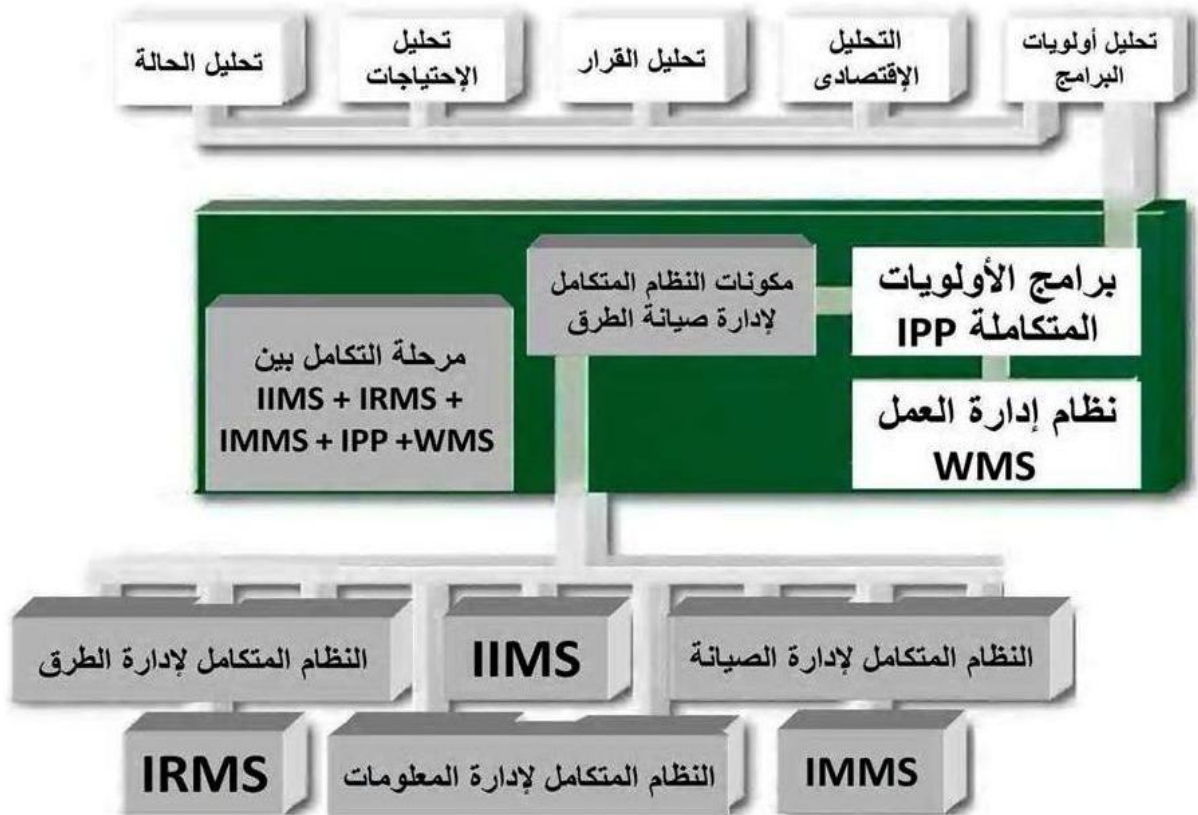 تحليل أولويات
البرامج
التحليل
الإقتصادى
تحليل القرار
تحليل
الإحتياجات
تحليل الحالة
برامج الأولويات
المتكاملة IPP
مكونات النظام المتكامل
لإدارة صيانة الطرق
نظام إدارة العمل
WMS
مرحلة التكامل بين
IIMS + IRMS +
IMMS + IPP +WMS
النظام المتكامل لإدارة الصيانة
IIMS
النظام المتكامل لإدارة الطرق
IMMS
النظام المتكامل لإدارة المعلومات
IRMS